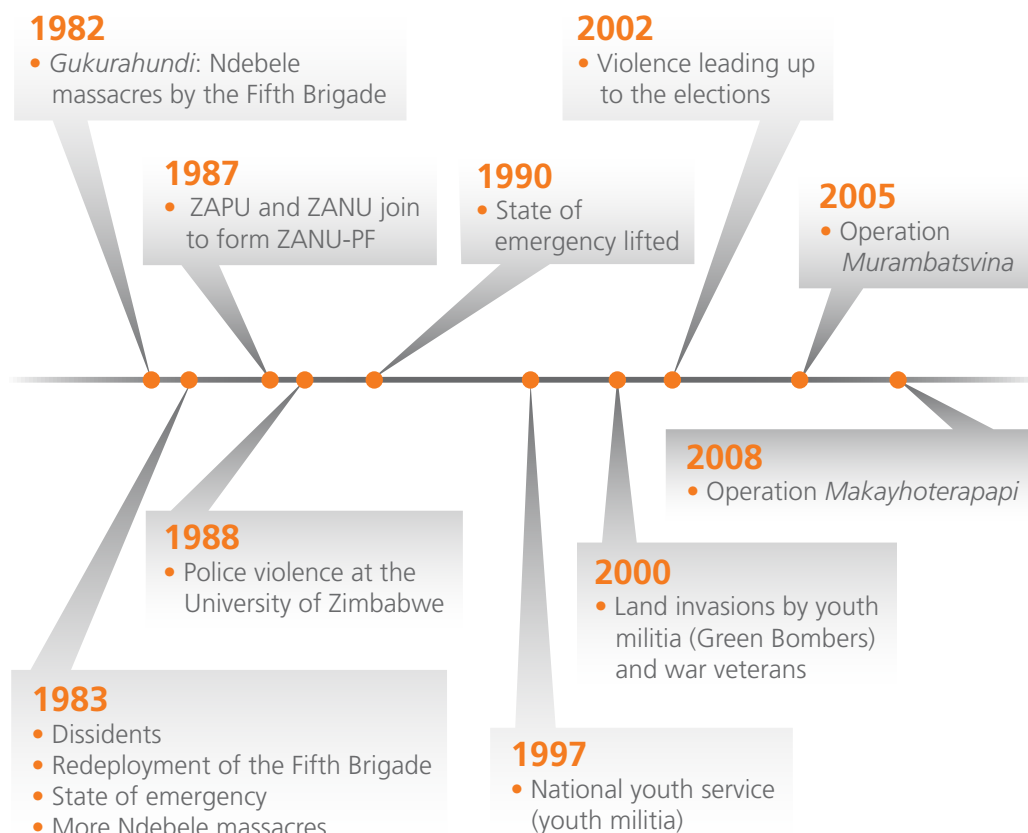 1982
• Gukurahundi: Ndebele
massacres by the Fifth Brigade
2002
• Violence leading up
to the elections
1987
• ZAPU and ZANU join
to form ZANU-PF
1990
• State of
emergency lifted
2005
• Operation
Murambatsvina
2008
• Operation Makayhoterapapi
1988
• Police violence at the
University of Zimbabwe
2000
• Land invasions by youth
militia (Green Bombers)
and war veterans
1983
• Dissidents
• Redeployment of the Fifth Brigade
• State of emergency
• More Ndebele massacres
1997
• National youth service
(youth militia)